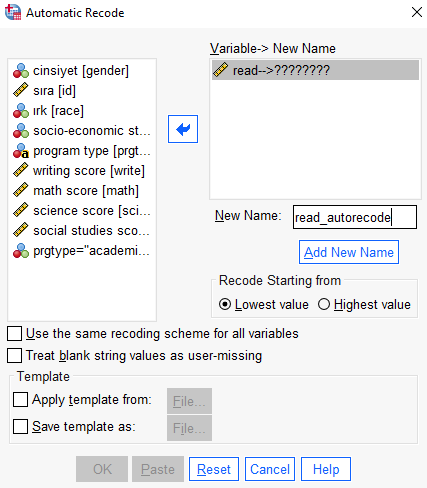 Automatic Recode
Variable-> New Name
cinsiyet [gender]
sıra [id]
ırk [race]
socio-economic st...
program type [prgt...
writing score [write]
math score [math]
science score [sci...
social studies sco...
prgtype="academi...
read-->????????
New Name: read_autorecode
Add New Name
Recode Starting from
Lowest value Highest value
Use the same recoding scheme for all variables
Treat blank string values as user-missing
Template
Apply template from: File...
Save template as: File...
OK Paste Reset Cancel Help